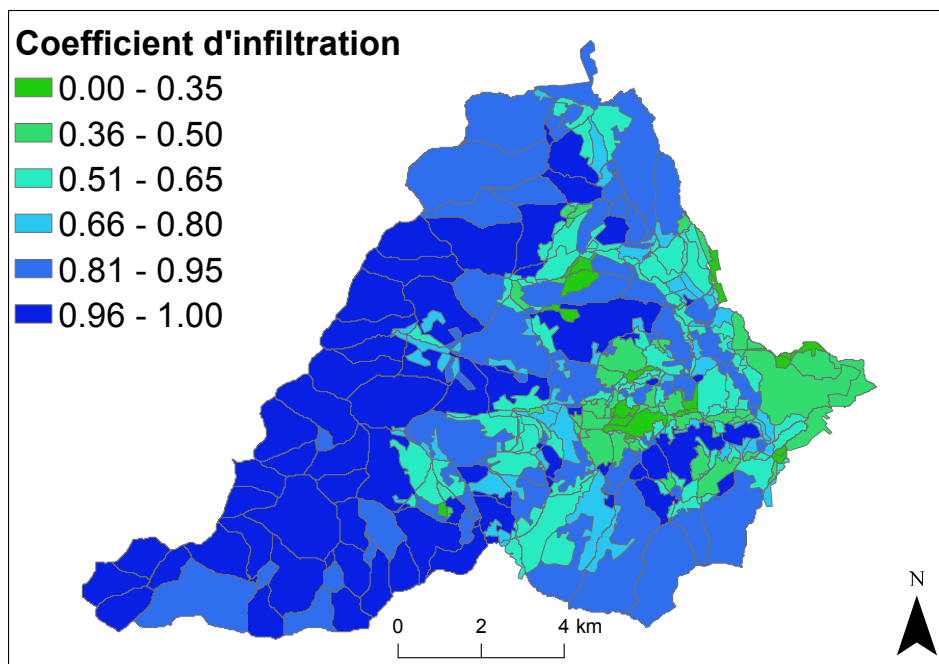 Coefficient d'infiltration
0.00 - 0.35
0.36 - 0.50
0.51 - 0.65
0.66 - 0.80
0.81 - 0.95
0.96 - 1.00
N
0 2 4 km